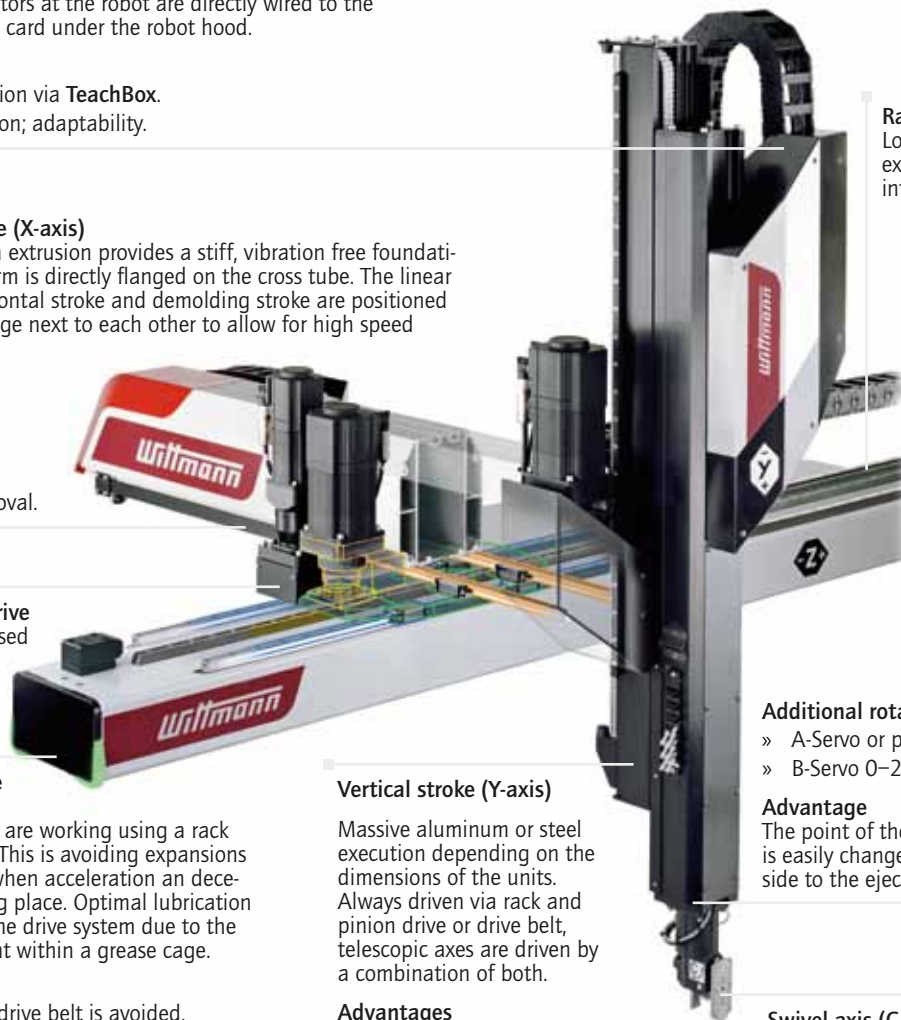 tors at the robot are directly wired to the
card under the robot hood.
ion via TeachBox.
on; adaptability.
Ra
Lo
ex
in
e (X-axis)
extrusion provides a stiff, vibration free foundati-
rm is directly flanged on the cross tube. The linear
ontal stroke and demolding stroke are positioned
ge next to each other to allow for high speed
Wittmann
Wittmann
Y
oval.
-Z+
rive
sed
Wittmann
e
are working using a rack
This is avoiding expansions
when acceleration an dece-
g place. Optimal lubrication
ne drive system due to the
nt within a grease cage.
drive belt is avoided.
Vertical stroke (Y-axis)
Massive aluminum or steel
execution depending on the
dimensions of the units.
Always driven via rack and
pinion drive or drive belt,
telescopic axes are driven by
a combination of both.
Advantages
Additional rota
» A-Servo or p
» B-Servo 0–2
Advantage
The point of the
is easily change
side to the ejec
Swivel axis (C